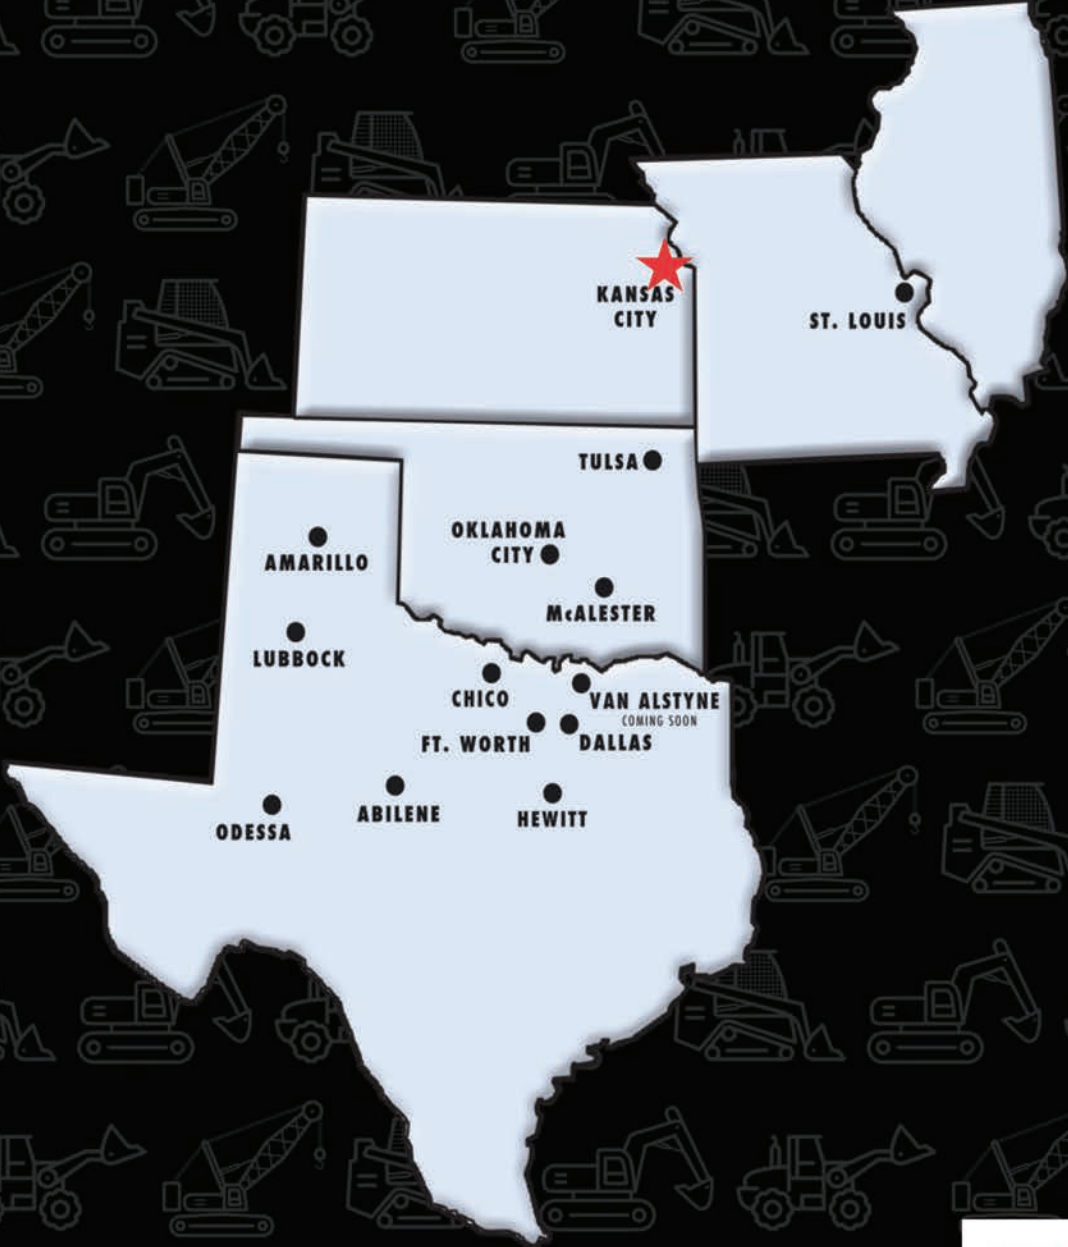 KANSAS
CITY
ST. LOUIS
TULSA
OKLAHOMA
CITY
AMARILLO
McALESTER
LUBBOCK
CHICO
VAN ALSTYNE
COMING SOON
FT. WORTH
DALLAS
ABILENE
HEWITT
ODESSA